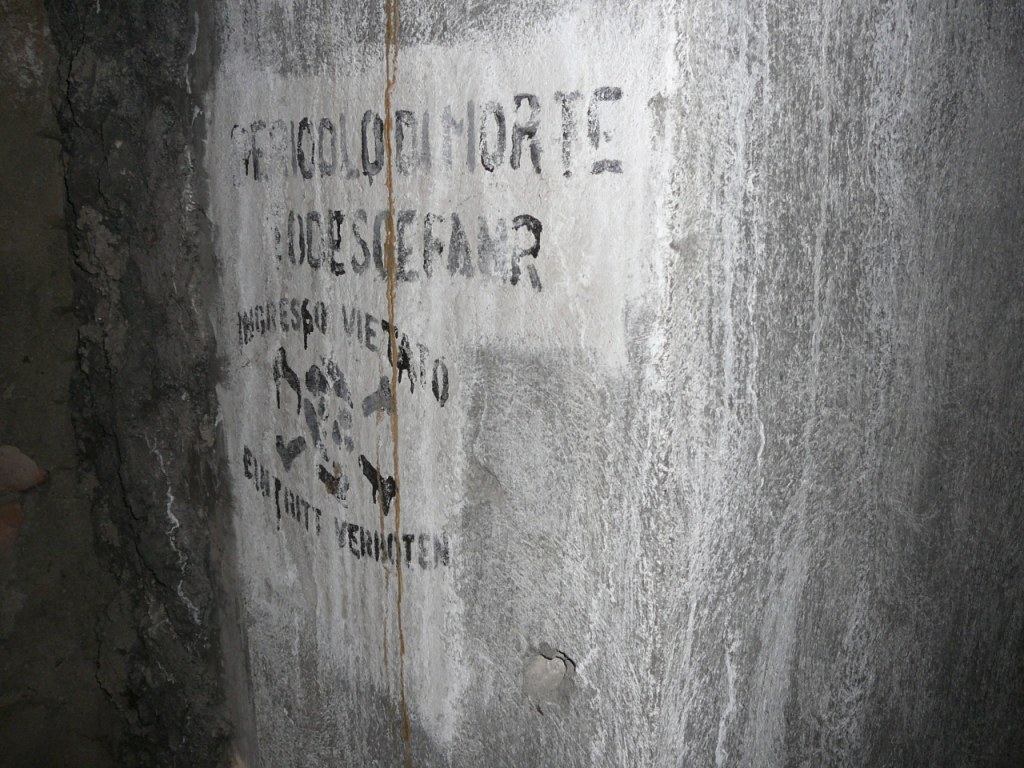 PERICOLO DI MORTE
TODESGEFAHR
INGRESSO VIETATO
EINTRITT VERBOTEN